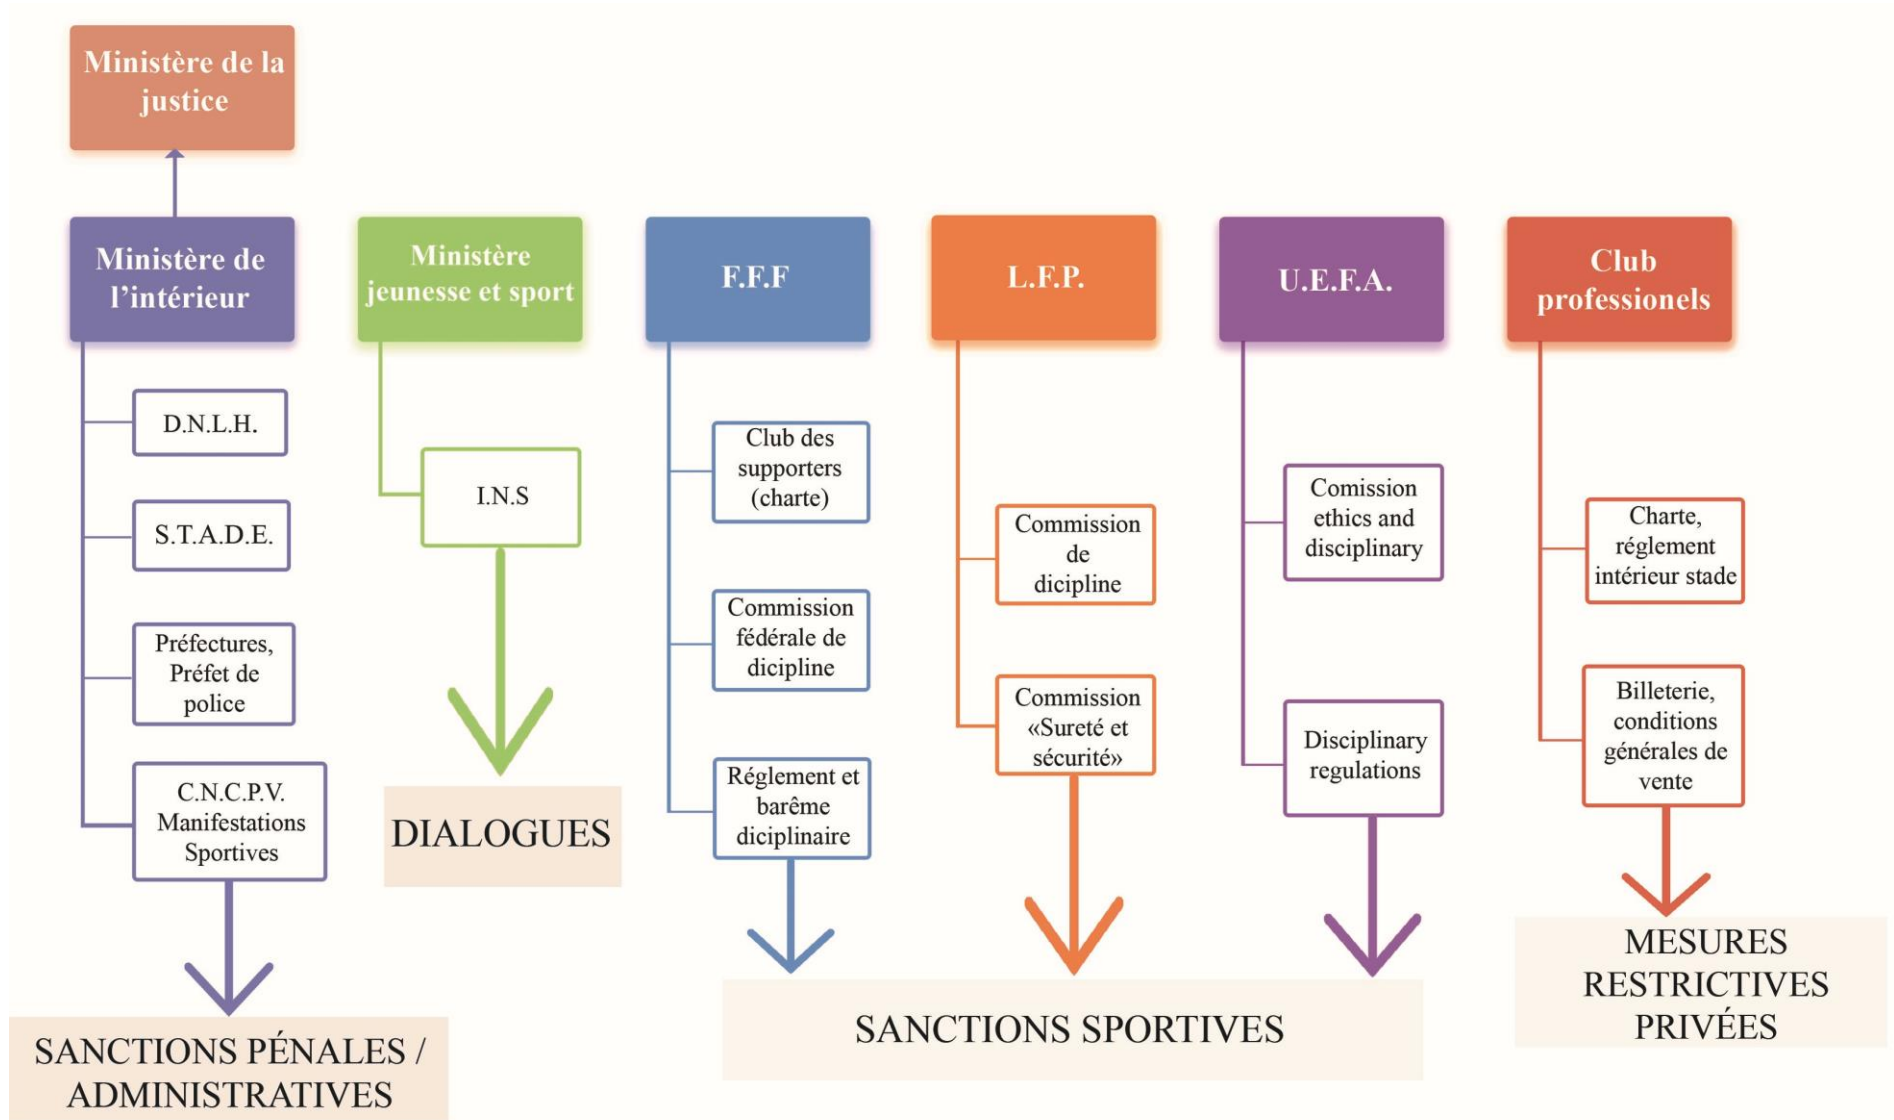 Ministère de la
justice
Ministère de
l’intérieur
Ministère
jeunesse et sport
F.F.F
L.F.P.
U.E.F.A.
Club
professionels
D.N.L.H.
S.T.A.D.E.
Préfectures,
Préfet de
police
C.N.C.P.V.
Manifestations
Sportives
SANCTIONS PÉNALES /
ADMINISTRATIVES
I.N.S
DIALOGUES
Club des
supporters
(charte)
Commission
fédérale de
dicipline
Réglement et
barême
diciplinaire
Commission
de
dicipline
Commission
«Sureté et
sécurité»
Comission
ethics and
disciplinary
Disciplinary
regulations
SANCTIONS SPORTIVES
Charte,
réglement
intérieur stade
Billeterie,
conditions
générales de
vente
MESURES
RESTRICTIVES
PRIVÉES